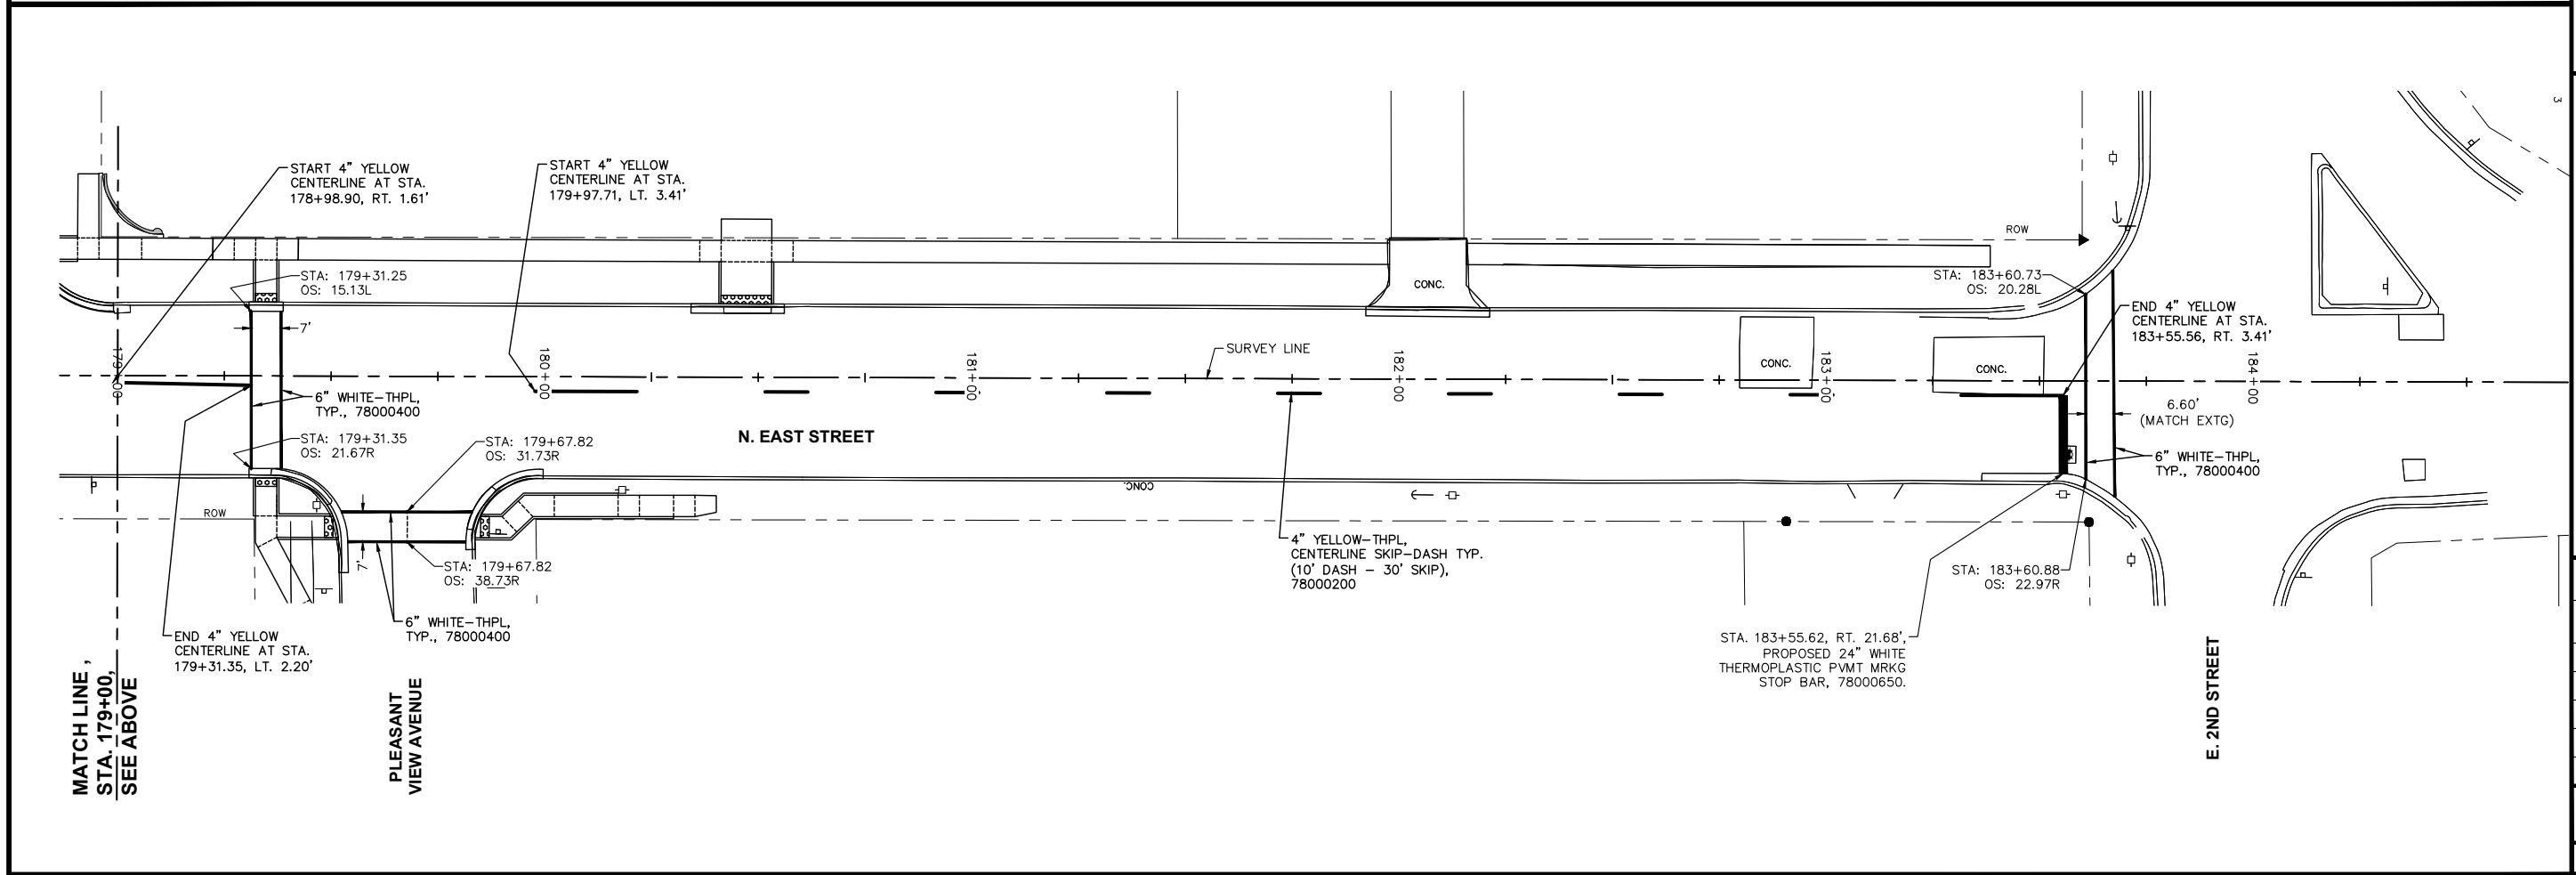 START 4" YELLOW
CENTERLINE AT STA.
178+98.90, RT. 1.61'
START 4" YELLOW
CENTERLINE AT STA.
179+97.71, LT. 3.41'
3
ROW
STA: 179+31.25
OS: 15.13L
7'
CONC.
STA: 183+60.73
OS: 20.28L
END 4" YELLOW
CENTERLINE AT STA.
183+55.56, RT. 3.41'
179+00
180+00
SURVEY LINE
181+00
182+00
CONC.
183+00
CONC.
184+00
6" WHITE-THPL,
TYP., 78000400
6.60'
(MATCH EXTG)
N. EAST STREET
STA: 179+31.35
OS: 21.67R
STA: 179+67.82
OS: 31.73R
6" WHITE-THPL,
TYP., 78000400
CONC.
ROW
7'
STA: 179+67.82
OS: 38.73R
4" YELLOW-THPL,
CENTERLINE SKIP-DASH TYP.
(10' DASH - 30' SKIP),
78000200
STA: 183+60.88
OS: 22.97R
6" WHITE-THPL,
TYP., 78000400
END 4" YELLOW
CENTERLINE AT STA.
179+31.35, LT. 2.20'
STA. 183+55.62, RT. 21.68',
PROPOSED 24" WHITE
THERMOPLASTIC PVMT MRKG
STOP BAR, 78000650.
MATCH LINE ,
STA. 179+00,
SEE ABOVE
PLEASANT
VIEW AVENUE
E. 2ND STREET